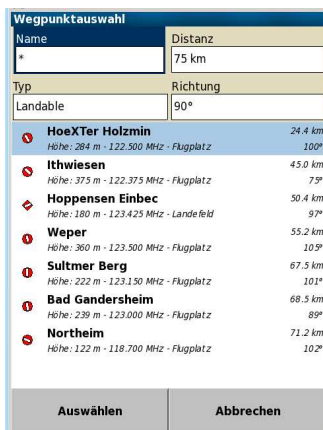 Wegpunktauswahl
Name Distanz
* 75 km
Typ Richtung
Landable 90°
HoeXTer Holzmin 24.4 km
Höhe: 284 m - 122.500 MHz - Flugplatz 100°
Ithwiesen 45.0 km
Höhe: 375 m - 122.375 MHz - Flugplatz 75°
Hoppensen Einbec 50.4 km
Höhe: 180 m - 123.425 MHz - Landefeld 97°
Weper 55.2 km
Höhe: 360 m - 123.500 MHz - Flugplatz 105°
Sultmer Berg 67.5 km
Höhe: 222 m - 123.150 MHz - Flugplatz 101°
Bad Gandersheim 68.5 km
Höhe: 239 m - 123.000 MHz - Flugplatz 89°
Northeim 71.2 km
Höhe: 122 m - 118.700 MHz - Flugplatz 102°
Auswählen Abbrechen